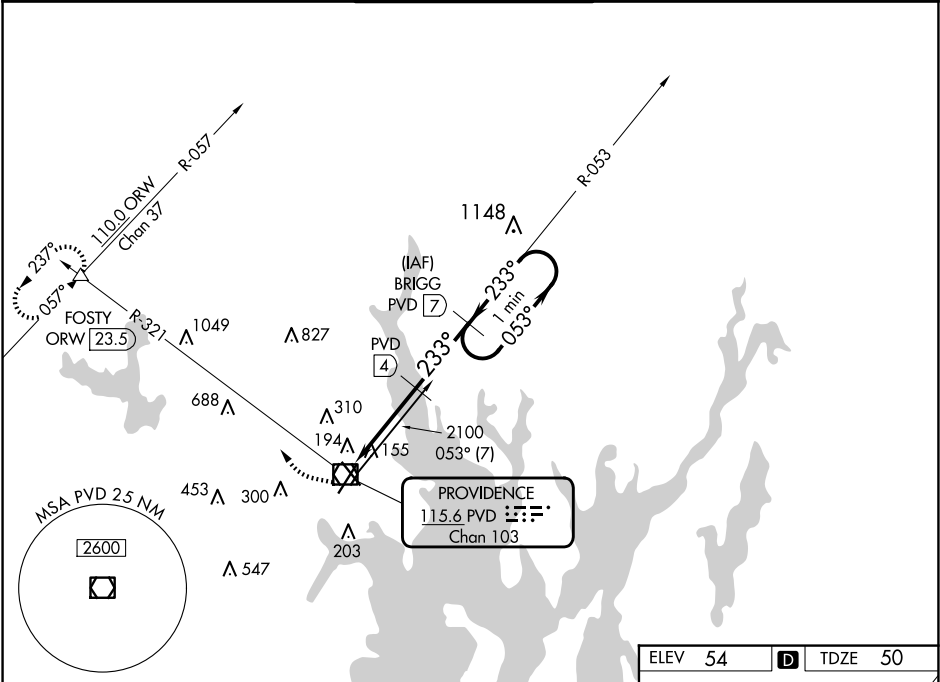 R-057
110.0 ORW
Chan 37
237°
057°
FOSTY
ORW 23.5
R-321
1049
827
688
310
194
155
453
300
203
547
R-053
1148
(IAF)
BRIGG
PVD 7
233°
1 min
053°
PVD
4
233°
2100
053° (7)
PROVIDENCE
115.6 PVD
Chan 103
MSA PVD 25 NM
2600
ELEV 54 D TDZE 50